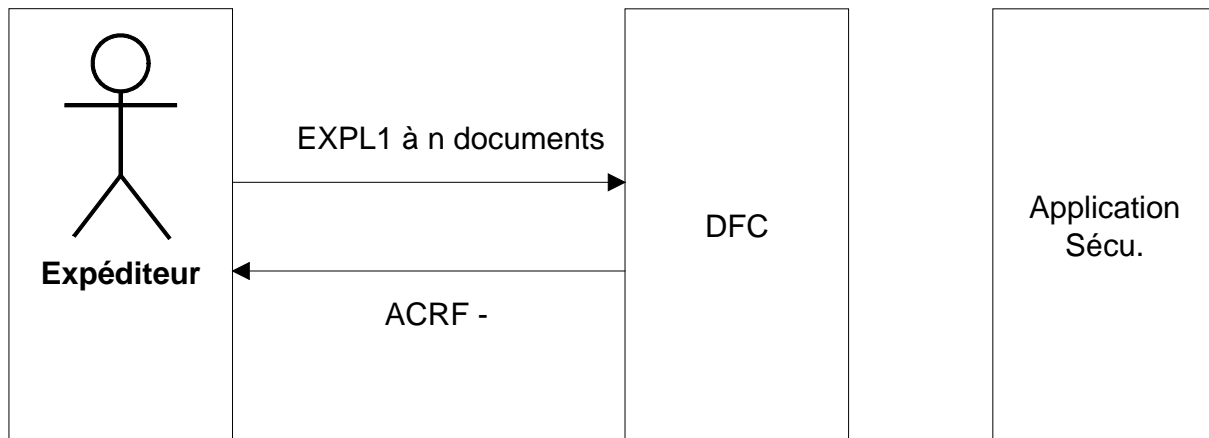 EXPL1 à n documents
DFC
Application
Sécu.
Expéditeur
ACRF -